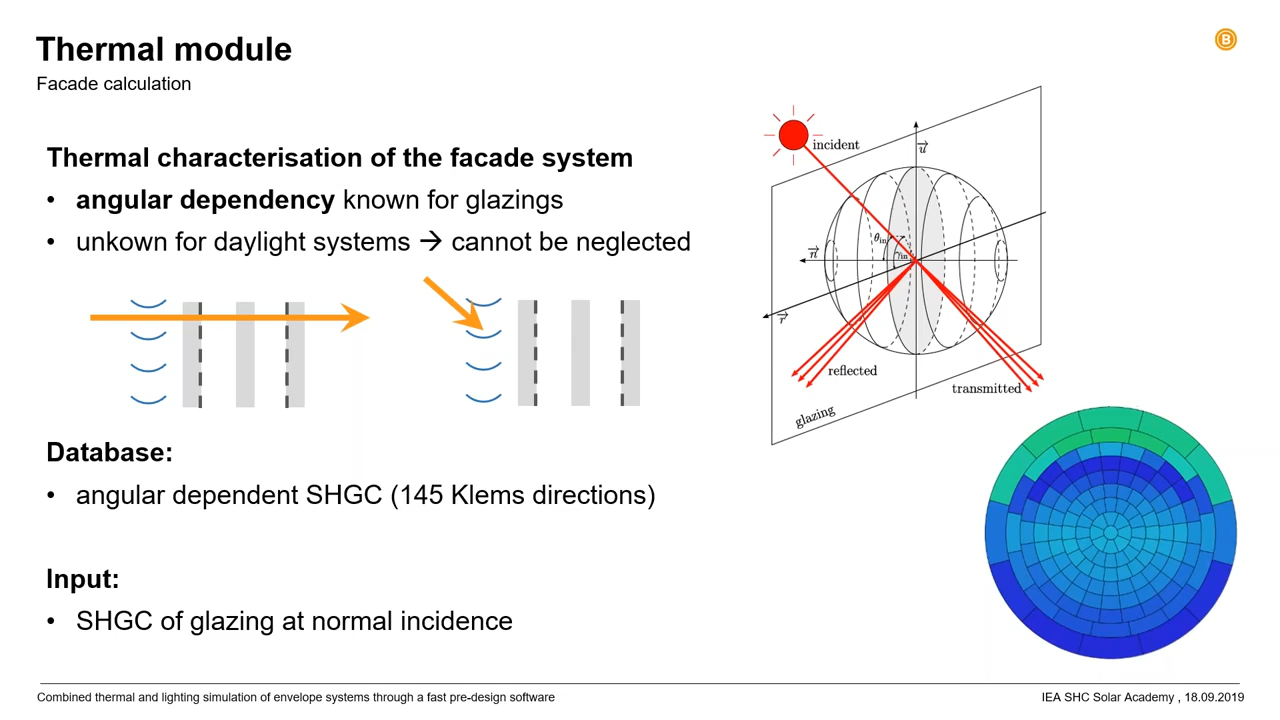 Thermal module
B
Facade calculation
Thermal characterisation of the facade system
• angular dependency known for glazings
• unkown for daylight systems → cannot be neglected
incident
u
θin
γin
n
r
reflected
transmitted
glazing
Database:
• angular dependent SHGC (145 Klems directions)
Input:
• SHGC of glazing at normal incidence
Combined thermal and lighting simulation of envelope systems through a fast pre-design software
IEA SHC Solar Academy , 18.09.2019